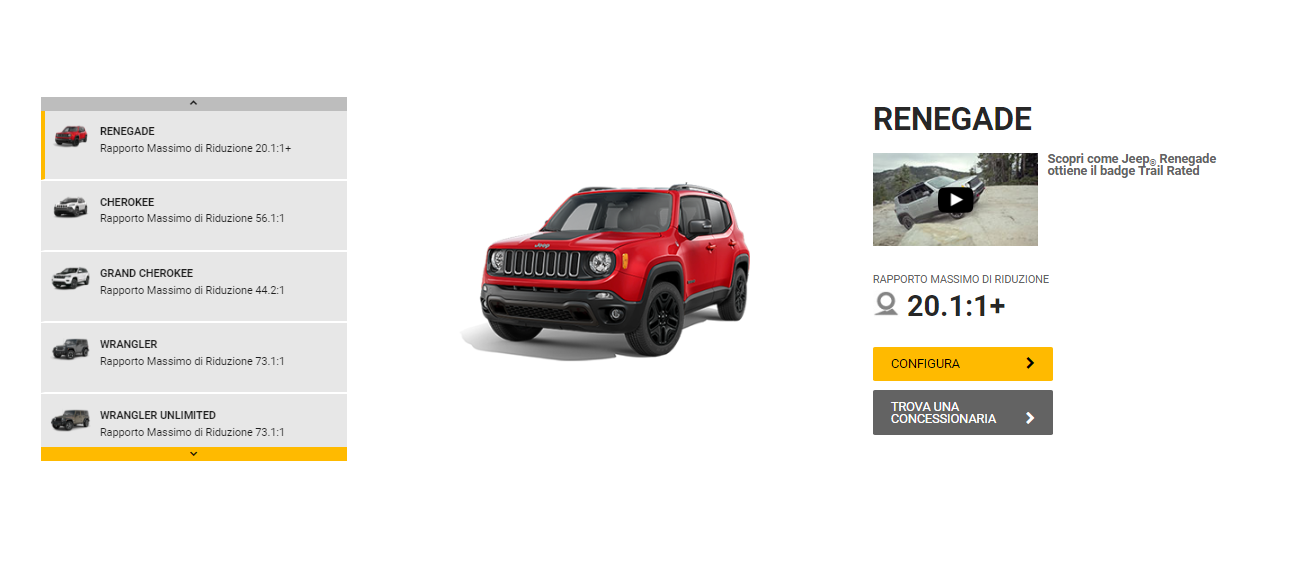 RENEGADE
Rapporto Massimo di Riduzione 20.1:1+
CHEROKEE
Rapporto Massimo di Riduzione 56.1:1
GRAND CHEROKEE
Rapporto Massimo di Riduzione 44.2:1
WRANGLER
Rapporto Massimo di Riduzione 73.1:1
WRANGLER UNLIMITED
Rapporto Massimo di Riduzione 73.1:1
Jeep
RENEGADE
Scopri come Jeep® Renegade
ottiene il badge Trail Rated
RAPPORTO MASSIMO DI RIDUZIONE
20.1:1+
CONFIGURA
TROVA UNA
CONCESSIONARIA